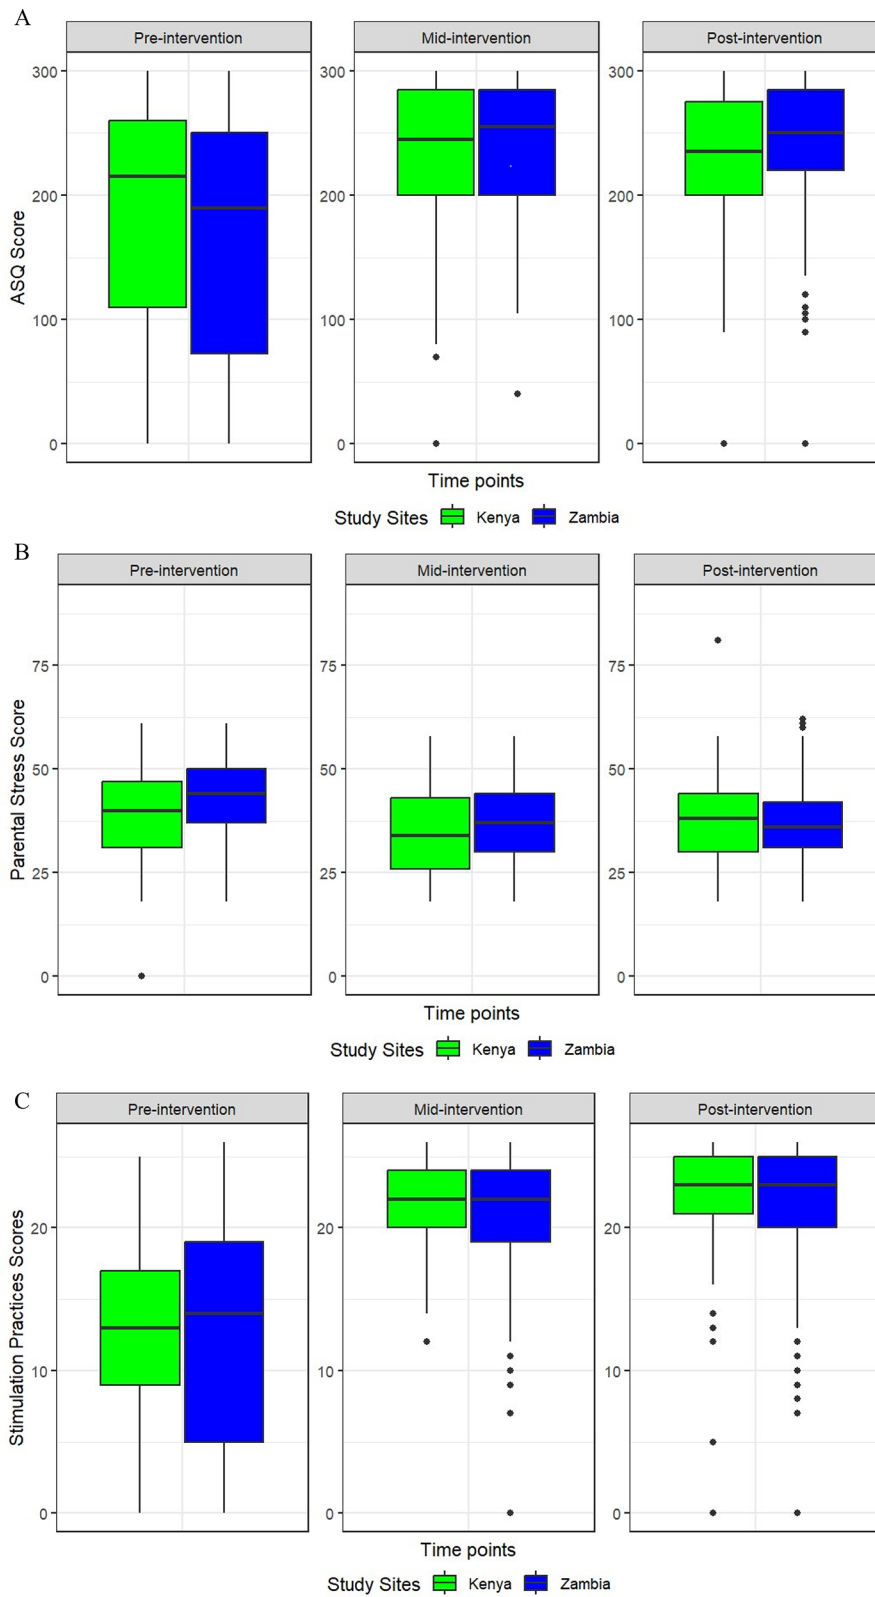 A
Pre-intervention
Mid-intervention
Post-intervention
300
200
100
0
300
200
100
0
300
200
100
0
ASQ Score
Time points
Study Sites Kenya Zambia
B
Pre-intervention
Mid-intervention
Post-intervention
75
50
25
0
75
50
25
0
75
50
25
0
Parental Stress Score
Time points
Study Sites Kenya Zambia
C
Pre-intervention
Mid-intervention
Post-intervention
20
10
0
20
10
0
20
10
0
Stimulation Practices Scores
Time points
Study Sites Kenya Zambia